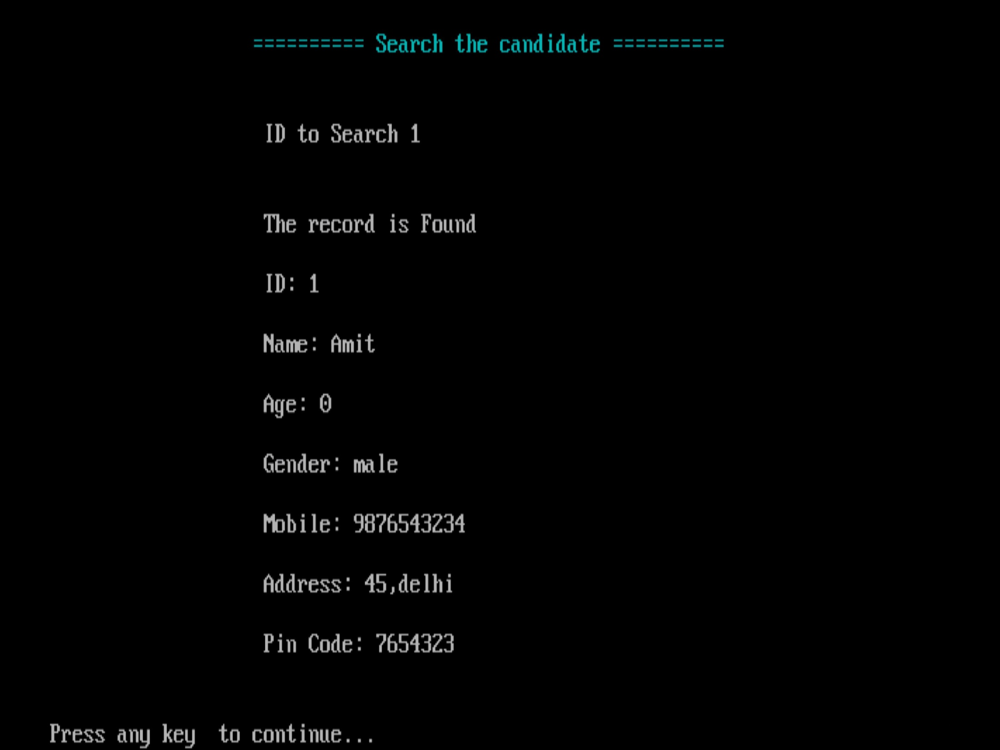 ========== Search the candidate ==========
ID to Search 1
The record is Found
ID: 1
Name: Amit
Age: 0
Gender: male
Mobile: 9876543234
Address: 45,delhi
Pin Code: 7654323
Press any key  to continue...